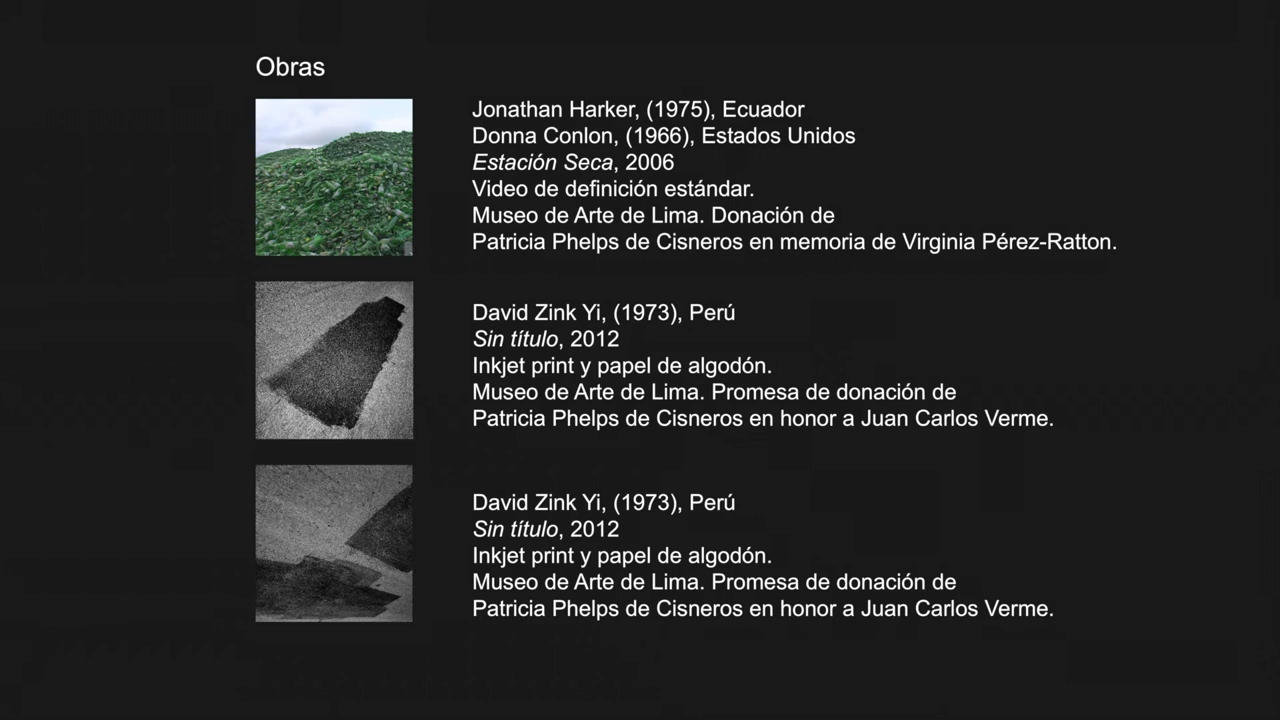 Obras
Jonathan Harker, (1975), Ecuador
Donna Conlon, (1966), Estados Unidos
Estación Seca, 2006
Video de definición estándar.
Museo de Arte de Lima. Donación de
Patricia Phelps de Cisneros en memoria de Virginia Pérez-Ratton.
David Zink Yi, (1973), Perú
Sin título, 2012
Inkjet print y papel de algodón.
Museo de Arte de Lima. Promesa de donación de
Patricia Phelps de Cisneros en honor a Juan Carlos Verme.
David Zink Yi, (1973), Perú
Sin título, 2012
Inkjet print y papel de algodón.
Museo de Arte de Lima. Promesa de donación de
Patricia Phelps de Cisneros en honor a Juan Carlos Verme.